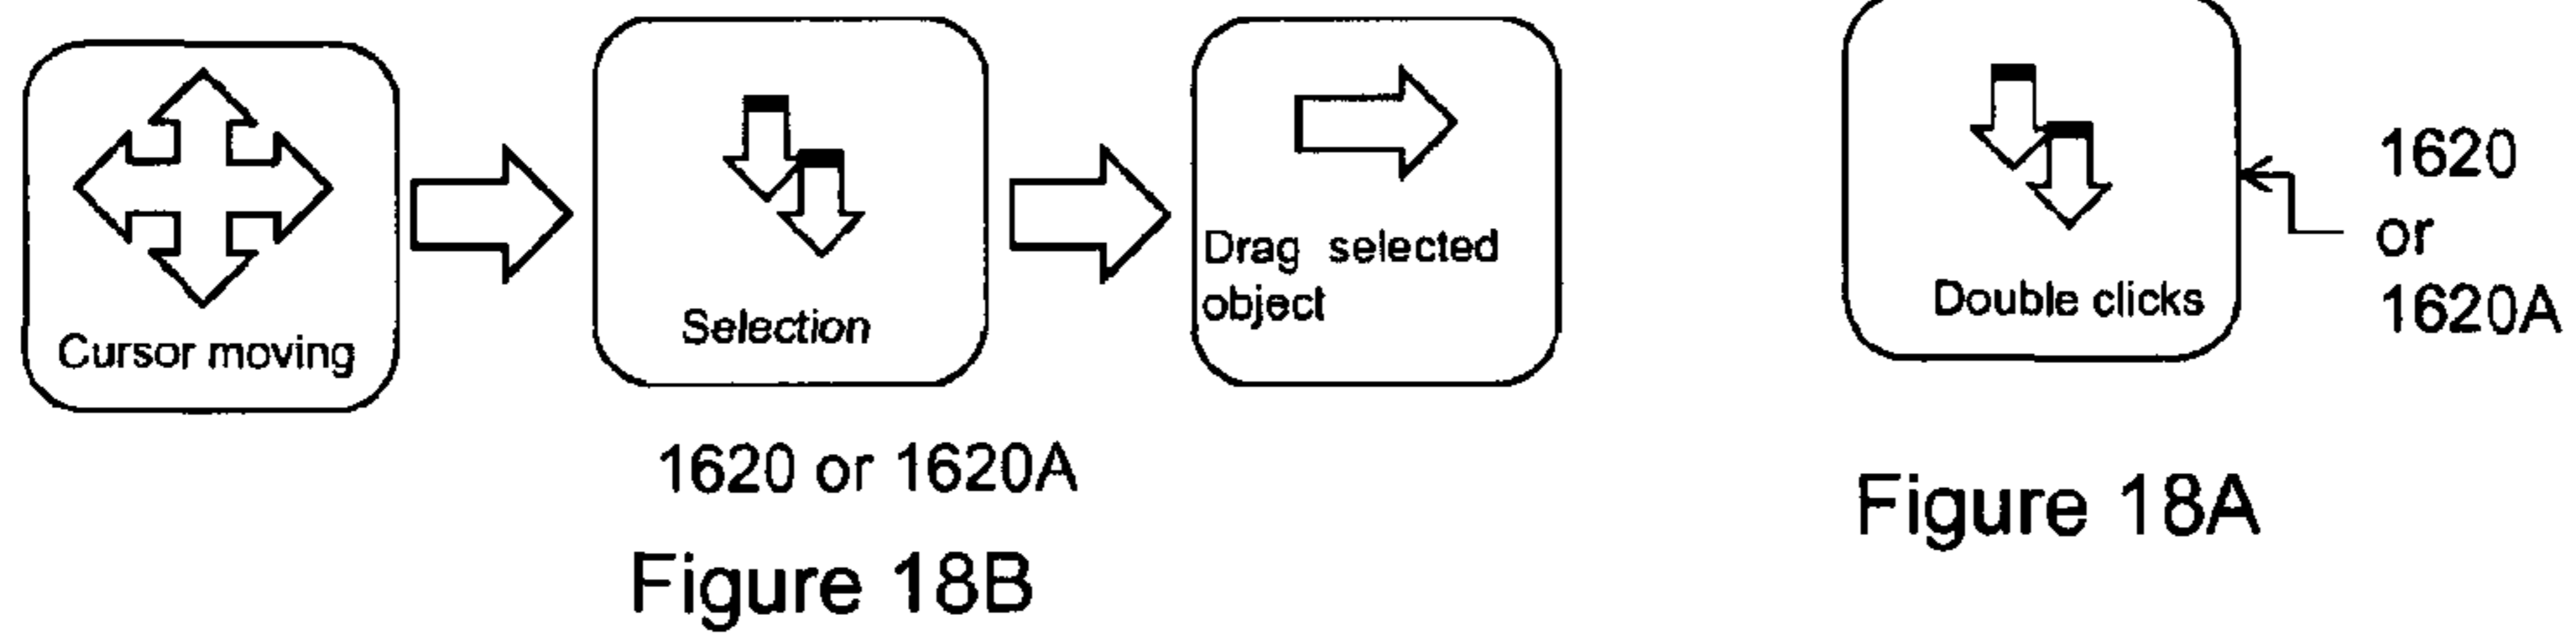 Cursor moving
Selection
Drag selected
object
1620 or 1620A
Figure 18B
Double clicks
1620
or
1620A
Figure 18A